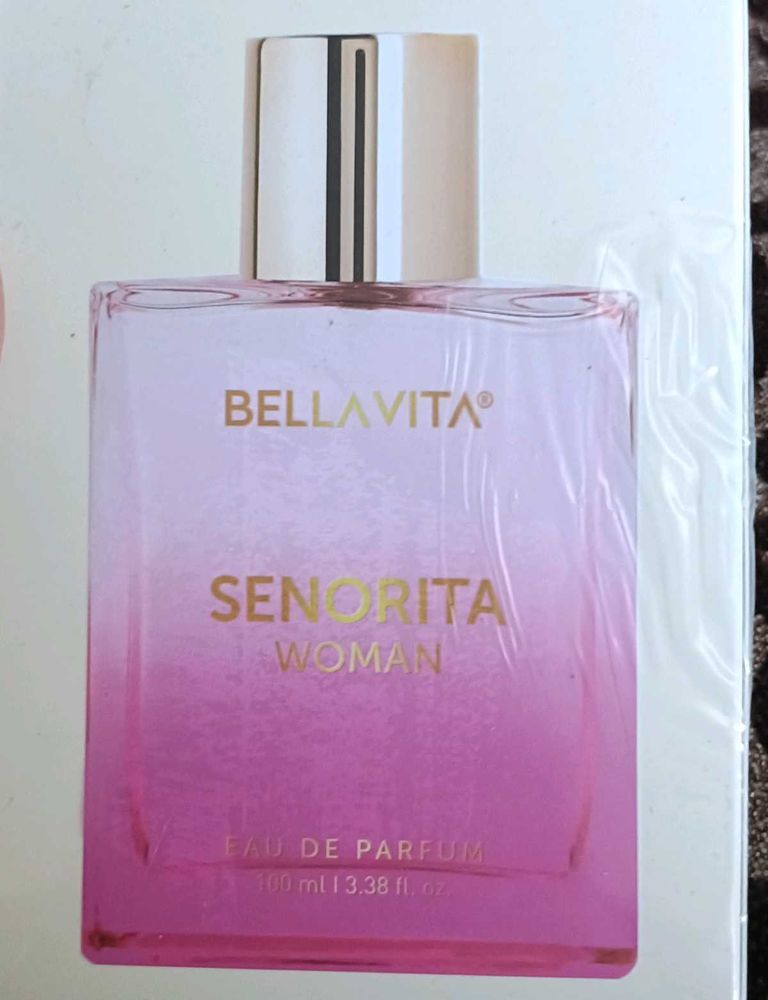 BELLAVITA®
SENORITA
WOMAN
EAU DE PARFUM
100 ml | 3.38 fl. oz.